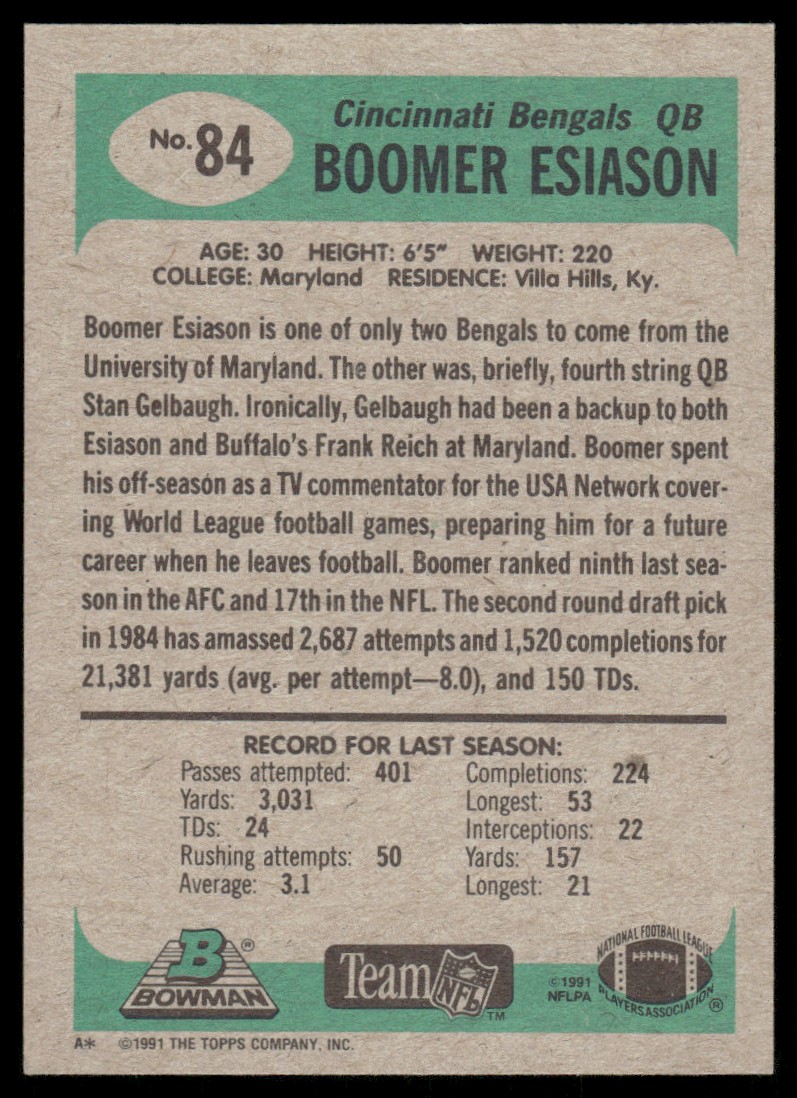 No. 84
Cincinnati Bengals QB
BOOMER ESIASON
AGE: 30 HEIGHT: 6'5" WEIGHT: 220
COLLEGE: Maryland RESIDENCE: Villa Hills, Ky.
Boomer Esiason is one of only two Bengals to come from the
University of Maryland. The other was, briefly, fourth string QB
Stan Gelbaugh. Ironically, Gelbaugh had been a backup to both
Esiason and Buffalo's Frank Reich at Maryland. Boomer spent
his off-season as a TV commentator for the USA Network cover-
ing World League football games, preparing him for a future
career when he leaves football. Boomer ranked ninth last sea-
son in the AFC and 17th in the NFL. The second round draft pick
in 1984 has amassed 2,687 attempts and 1,520 completions for
21,381 yards (avg. per attempt—8.0), and 150 TDs.
RECORD FOR LAST SEASON:
Passes attempted: 401 Completions: 224
Yards: 3,031 Longest: 53
TDs: 24 Interceptions: 22
Rushing attempts: 50 Yards: 157
Average: 3.1 Longest: 21
B ®
BOWMAN
Team NFL ™
© 1991
NFLPA
NATIONAL FOOTBALL LEAGUE
PLAYERS ASSOCIATION ®
A* ©1991 THE TOPPS COMPANY, INC.